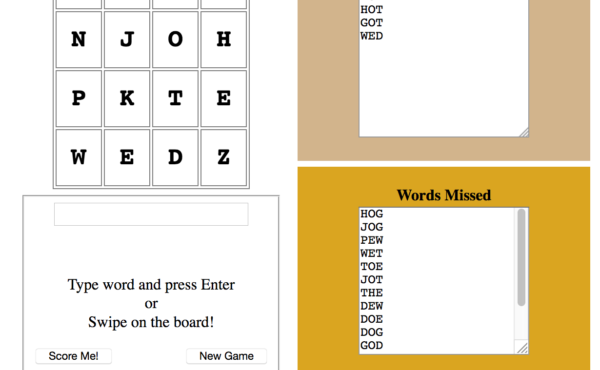 N J O H
P K T E
W E D Z
Type word and press Enter
or
Swipe on the board!
Score Me!
New Game
HOT
GOT
WED
Words Missed
HOG
JOG
PEW
WET
TOE
JOT
THE
DEW
DOE
DOG
GOD